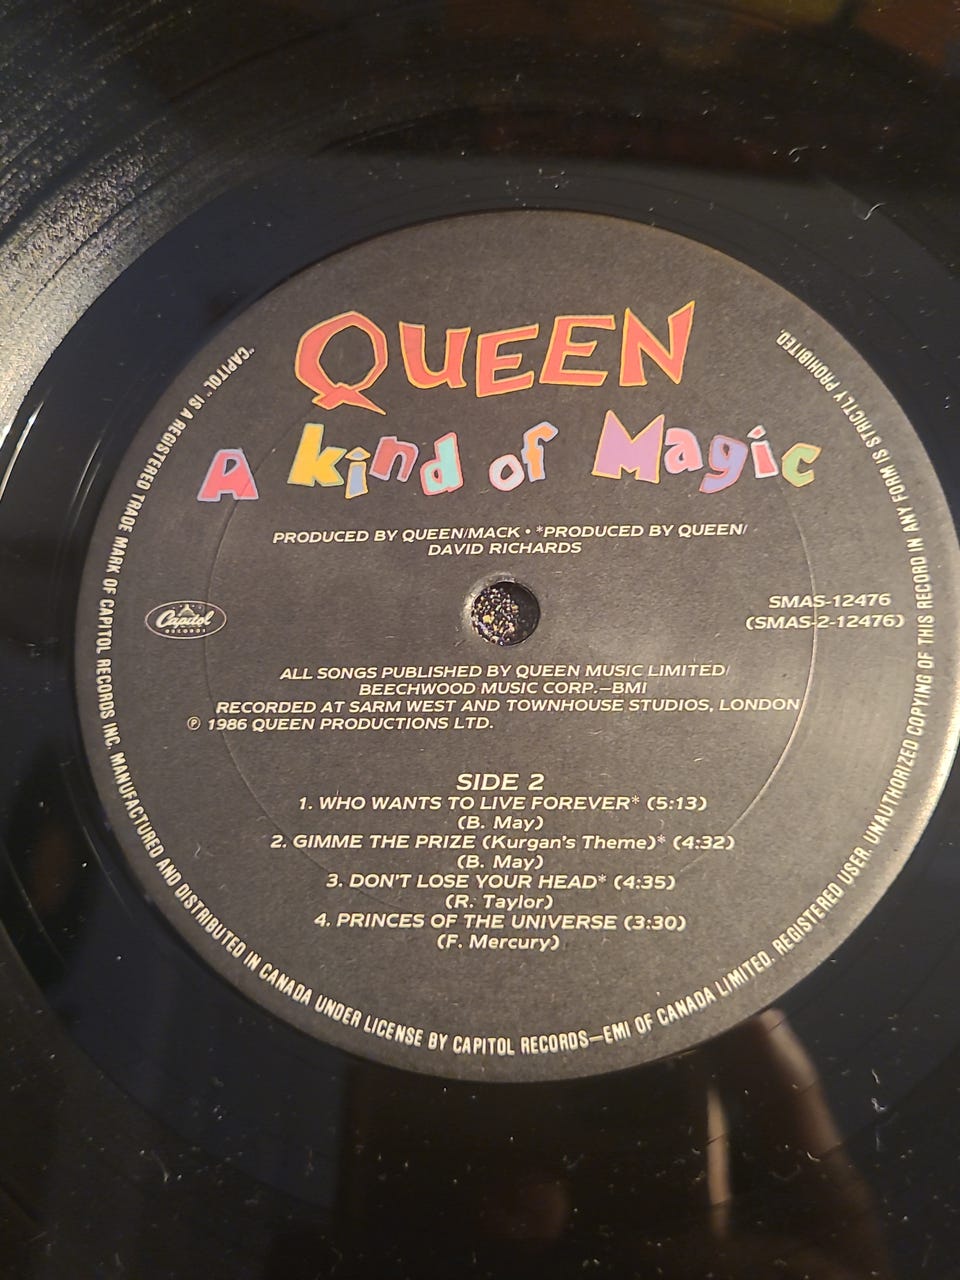 QUEEN
A kind of Magic
PRODUCED BY QUEEN/MACK • *PRODUCED BY QUEEN/
DAVID RICHARDS
Capitol
RECORDS
SMAS-12476
(SMAS-2-12476)
ALL SONGS PUBLISHED BY QUEEN MUSIC LIMITED/
BEECHWOOD MUSIC CORP.—BMI
RECORDED AT SARM WEST AND TOWNHOUSE STUDIOS, LONDON
℗ 1986 QUEEN PRODUCTIONS LTD.
SIDE 2
1. WHO WANTS TO LIVE FOREVER* (5:13)
(B. May)
2. GIMME THE PRIZE (Kurgan's Theme)* (4:32)
(B. May)
3. DON'T LOSE YOUR HEAD* (4:35)
(R. Taylor)
4. PRINCES OF THE UNIVERSE (3:30)
(F. Mercury)
"CAPITOL" IS A REGISTERED TRADE MARK OF CAPITOL RECORDS INC. MANUFACTURED AND DISTRIBUTED IN CANADA UNDER LICENSE BY CAPITOL RECORDS—EMI OF CANADA LIMITED. REGISTERED USER. UNAUTHORIZED COPYING OF THIS RECORD IN ANY FORM IS STRICTLY PROHIBITED.